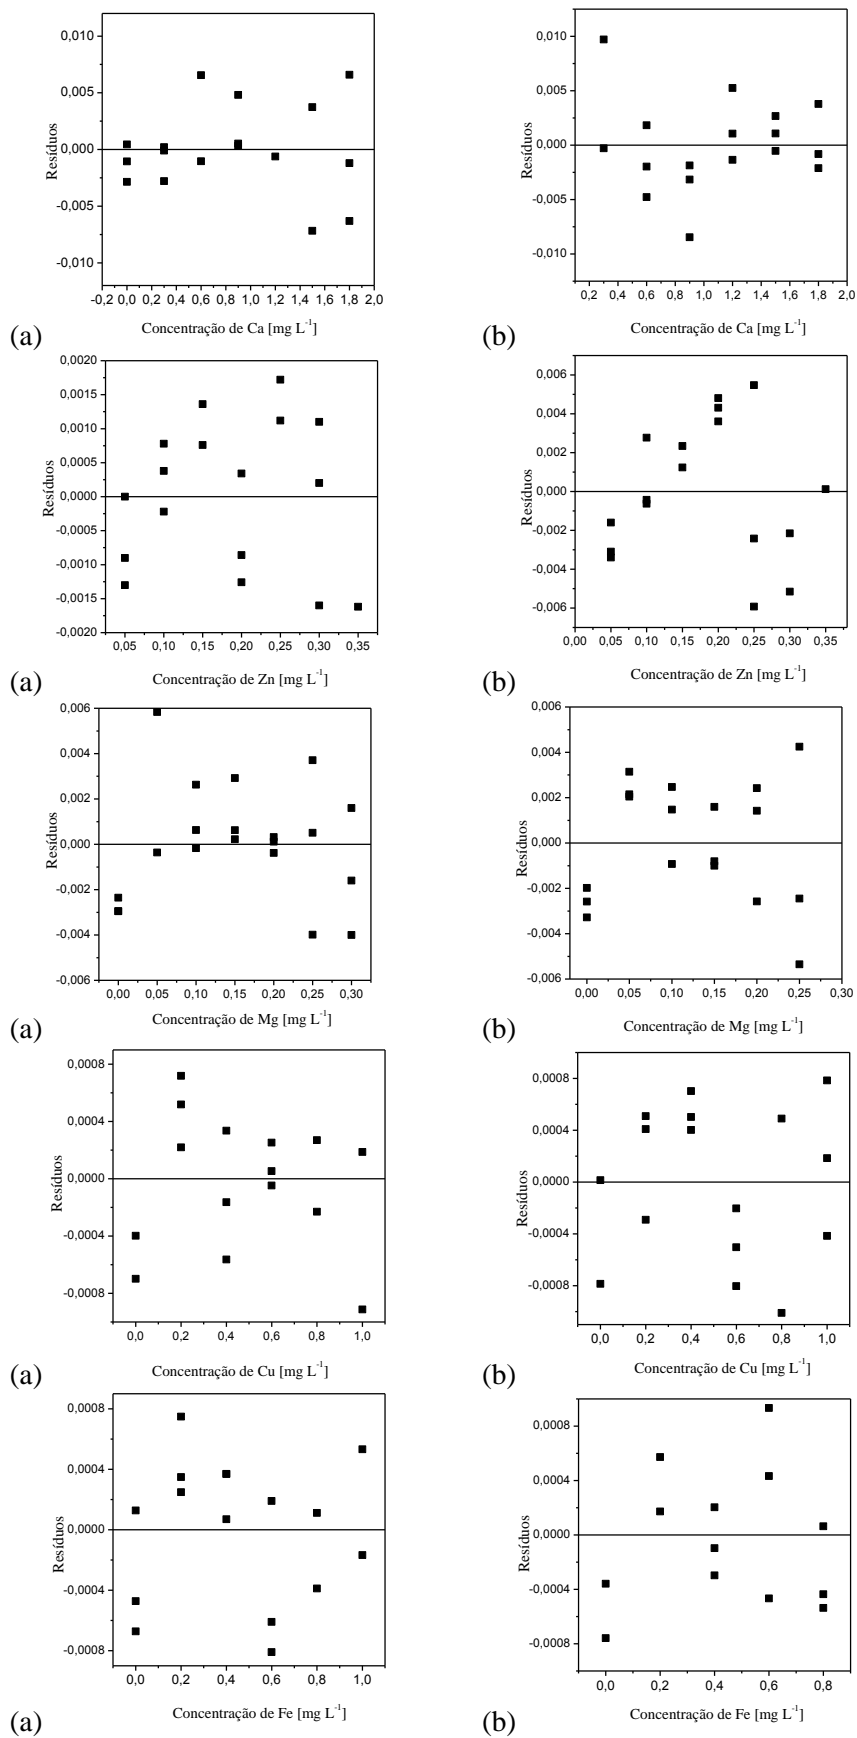 0,010
0,005
0,000
-0,005
-0,010
Resíduos
-0,2 0,0 0,2 0,4 0,6 0,8 1,0 1,2 1,4 1,6 1,8 2,0
Concentração de Ca [mg L-1]
(a)
0,010
0,005
0,000
-0,005
-0,010
Resíduos
0,2 0,4 0,6 0,8 1,0 1,2 1,4 1,6 1,8 2,0
Concentração de Ca [mg L-1]
(b)
0,0020
0,0015
0,0010
0,0005
0,0000
-0,0005
-0,0010
-0,0015
-0,0020
Resíduos
0,05 0,10 0,15 0,20 0,25 0,30 0,35
Concentração de Zn [mg L-1]
(a)
0,006
0,004
0,002
0,000
-0,002
-0,004
-0,006
Resíduos
0,00 0,05 0,10 0,15 0,20 0,25 0,30 0,35
Concentração de Zn [mg L-1]
(b)
0,006
0,004
0,002
0,000
-0,002
-0,004
-0,006
Resíduos
0,00 0,05 0,10 0,15 0,20 0,25 0,30
Concentração de Mg [mg L-1]
(a)
0,006
0,004
0,002
0,000
-0,002
-0,004
-0,006
Resíduos
0,00 0,05 0,10 0,15 0,20 0,25 0,30
Concentração de Mg [mg L-1]
(b)
0,0008
0,0004
0,0000
-0,0004
-0,0008
Resíduos
0,0 0,2 0,4 0,6 0,8 1,0
Concentração de Cu [mg L-1]
(a)
0,0008
0,0004
0,0000
-0,0004
-0,0008
Resíduos
0,0 0,2 0,4 0,6 0,8 1,0
Concentração de Cu [mg L-1]
(b)
0,0008
0,0004
0,0000
-0,0004
-0,0008
Resíduos
0,0 0,2 0,4 0,6 0,8 1,0
Concentração de Fe [mg L-1]
(a)
0,0008
0,0004
0,0000
-0,0004
-0,0008
Resíduos
0,0 0,2 0,4 0,6 0,8
Concentração de Fe [mg L-1]
(b)